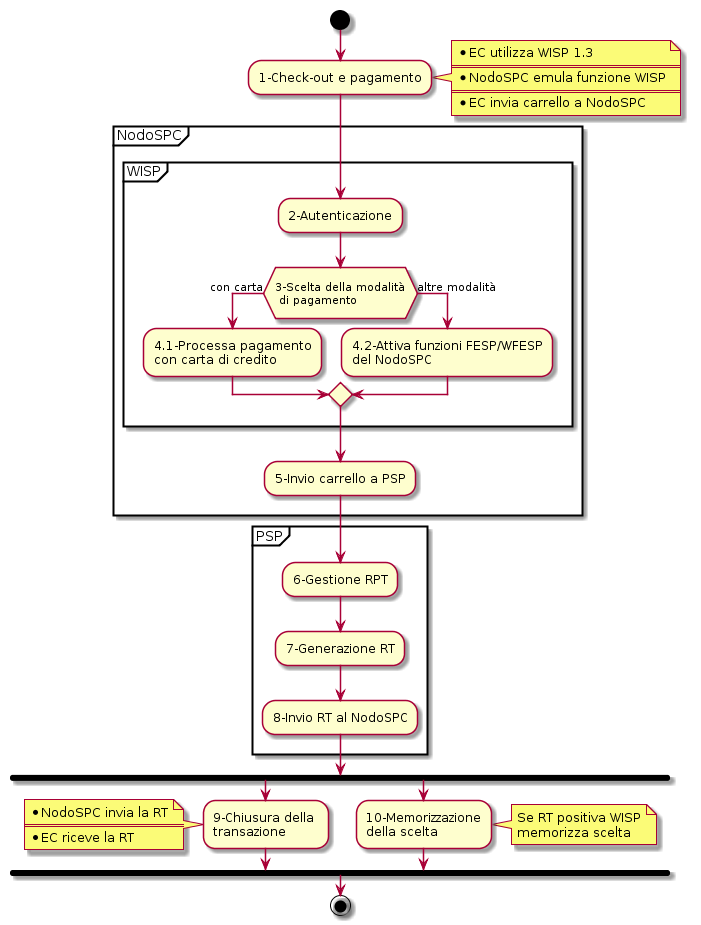 1-Check-out e pagamento
•EC utilizza WISP 1.3
•NodoSPC emula funzione WISP
•EC invia carrello a NodoSPC
NodoSPC
WISP
2-Autenticazione
con carta
3-Scelta della modalità
di pagamento
altre modalità
4.1-Processa pagamento
con carta di credito
4.2-Attiva funzioni FESP/WFESP
del NodoSPC
5-Invio carrello a PSP
PSP
6-Gestione RPT
7-Generazione RT
8-Invio RT al NodoSPC
•NodoSPC invia la RT
•EC riceve la RT
9-Chiusura della
transazione
10-Memorizzazione
della scelta
Se RT positiva WISP
memorizza scelta